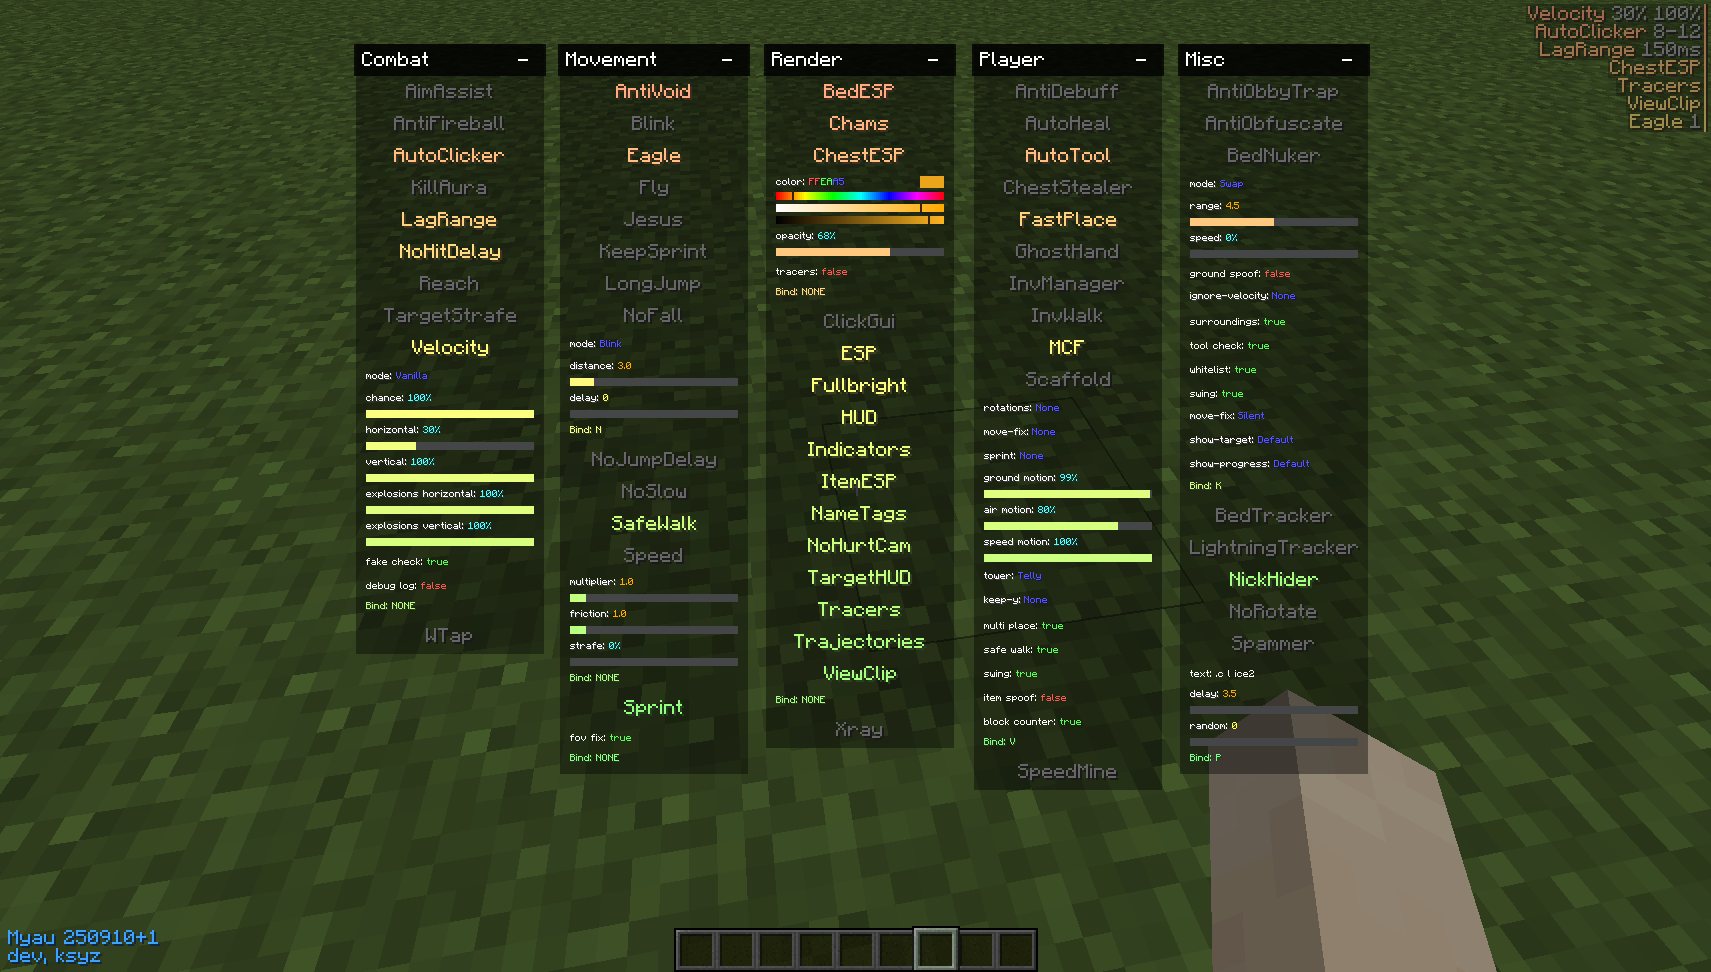 Velocity 30% 100%
AutoClicker 8-12
LagRange 150ms
ChestESP
Tracers
ViewClip
Eagle 1
Combat –
AimAssist
AntiFireball
AutoClicker
KillAura
LagRange
NoHitDelay
Reach
TargetStrafe
Velocity
mode: Vanilla
chance: 100%
horizontal: 30%
vertical: 100%
explosions horizontal: 100%
explosions vertical: 100%
fake check: true
debug log: false
Bind: NONE
WTap
Movement –
AntiVoid
Blink
Eagle
Fly
Jesus
KeepSprint
LongJump
NoFall
mode: Blink
distance: 3.0
delay: 0
Bind: N
NoJumpDelay
NoSlow
SafeWalk
Speed
multiplier: 1.0
friction: 1.0
strafe: 0%
Bind: NONE
Sprint
fov fix: true
Bind: NONE
Render –
BedESP
Chams
ChestESP
color: FFEAA5
opacity: 68%
tracers: false
Bind: NONE
ClickGui
ESP
Fullbright
HUD
Indicators
ItemESP
NameTags
NoHurtCam
TargetHUD
Tracers
Trajectories
ViewClip
Bind: NONE
Xray
Player –
AntiDebuff
AutoHeal
AutoTool
ChestStealer
FastPlace
GhostHand
InvManager
InvWalk
MCF
Scaffold
rotations: None
move-fix: None
sprint: None
ground motion: 99%
air motion: 80%
speed motion: 100%
tower: Telly
keep-y: None
multi place: true
safe walk: true
swing: true
item spoof: false
block counter: true
Bind: V
SpeedMine
Misc –
AntiObbyTrap
AntiObfuscate
BedNuker
mode: Swap
range: 4.5
speed: 0%
ground spoof: false
ignore-velocity: None
surroundings: true
tool check: true
whitelist: true
swing: true
move-fix: Silent
show-target: Default
show-progress: Default
Bind: K
BedTracker
LightningTracker
NickHider
NoRotate
Spammer
text: .c l ice2
delay: 3.5
random: 0
Bind: P
Myau 250910+1
dev, ksyz